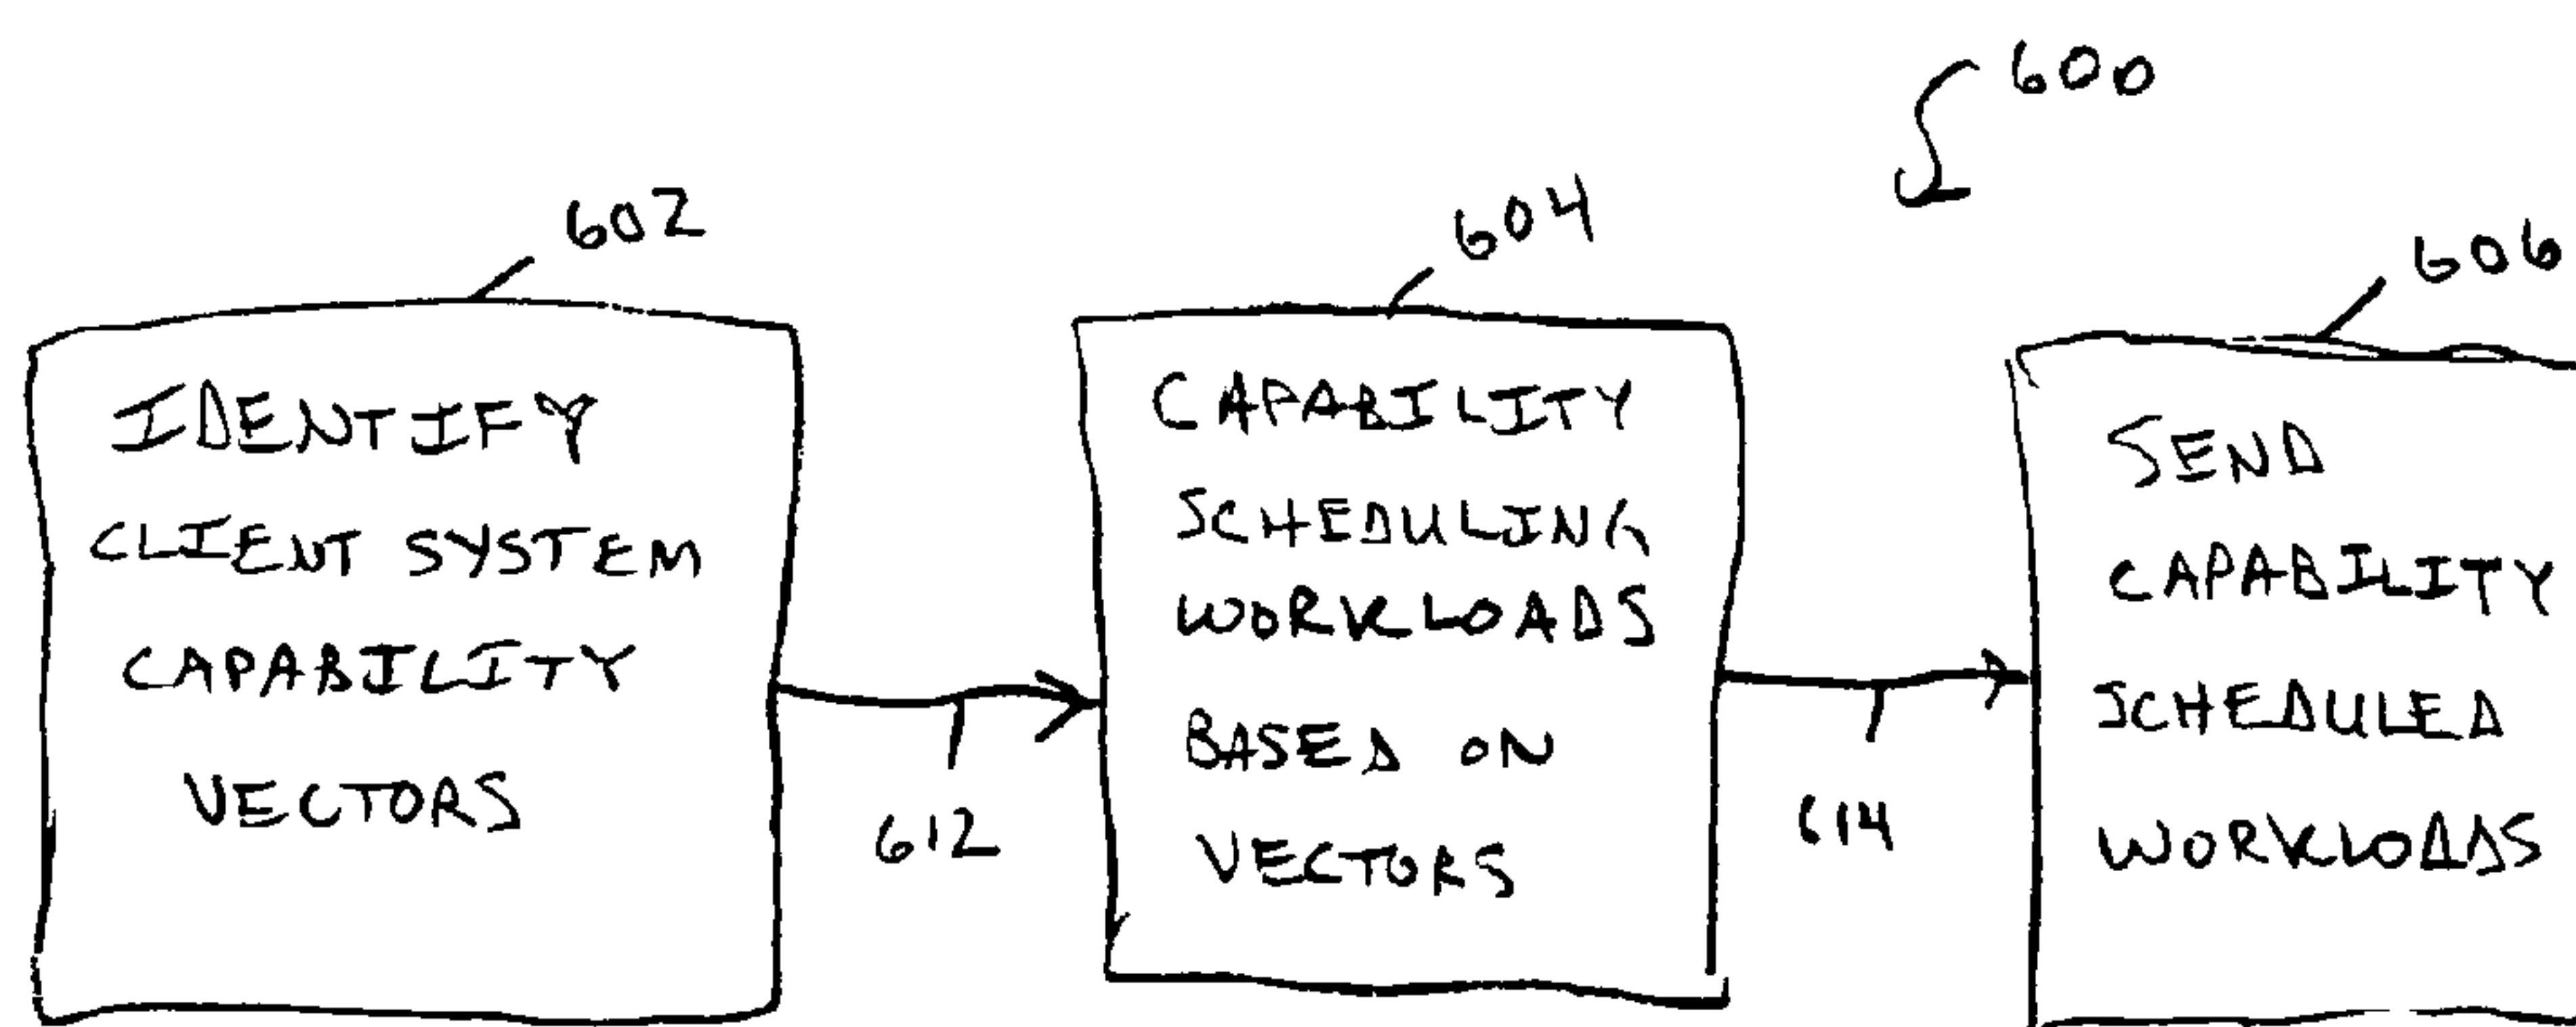 600
602
IDENTIFY
CLIENT SYSTEM
CAPABILITY
VECTORS
612
604
CAPABILITY
SCHEDULING
WORKLOADS
BASED ON
VECTORS
614
606
SEND
CAPABILITY
SCHEDULED
WORKLOADS